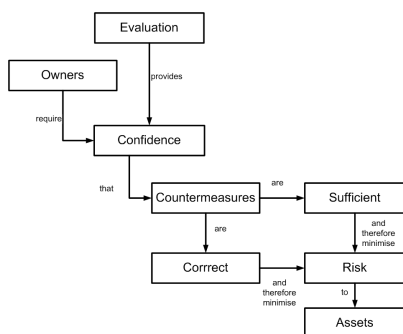 Evaluation
provides
Owners
require
Confidence
that
Countermeasures
are
Sufficient
are
and
therefore
minimise
Corrrect
and
therefore
minimise
Risk
to
Assets